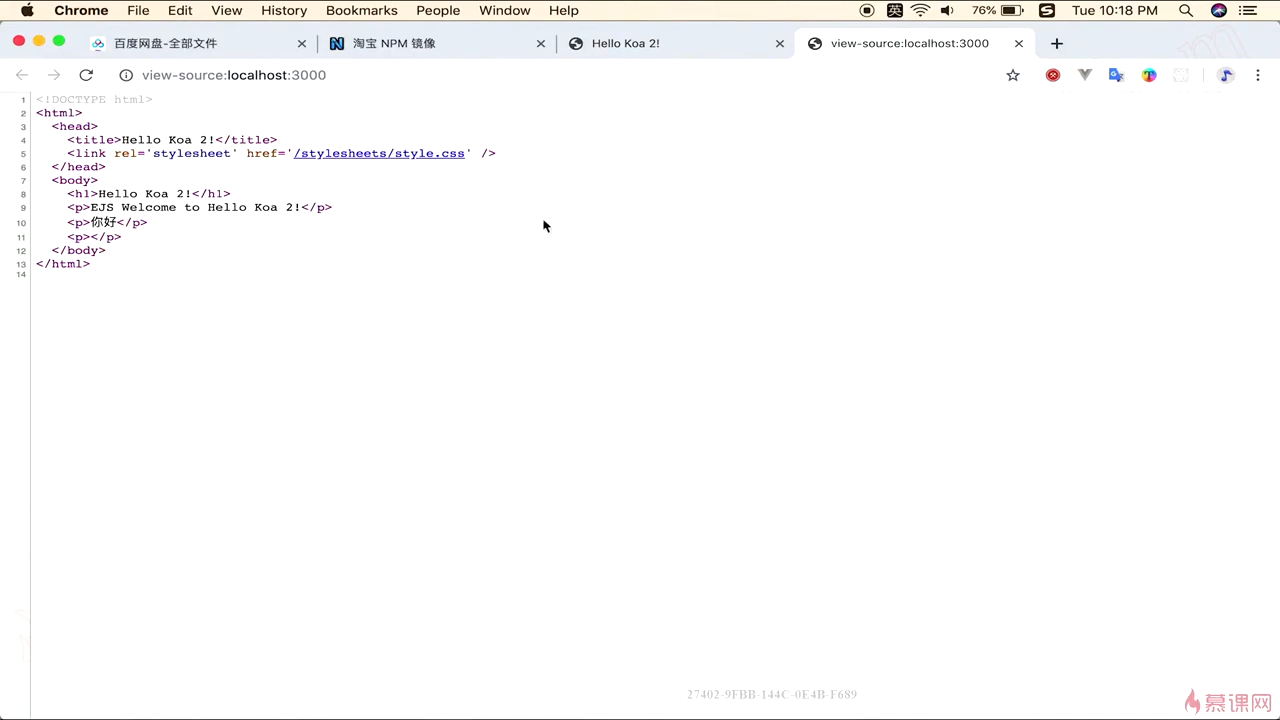 Chrome File Edit View History Bookmarks People Window Help 英 76% Tue 10:18 PM
百度网盘-全部文件 淘宝 NPM 镜像 Hello Koa 2! view-source:localhost:3000
view-source:localhost:3000
1 <!DOCTYPE html>
2 <html>
3 <head>
4 <title>Hello Koa 2!</title>
5 <link rel='stylesheet' href='/stylesheets/style.css' />
6 </head>
7 <body>
8 <h1>Hello Koa 2!</h1>
9 <p>EJS Welcome to Hello Koa 2!</p>
10 <p>你好</p>
11 <p></p>
12 </body>
13 </html>
14
27402-9FBB-144C-0E4B-F689
慕课网